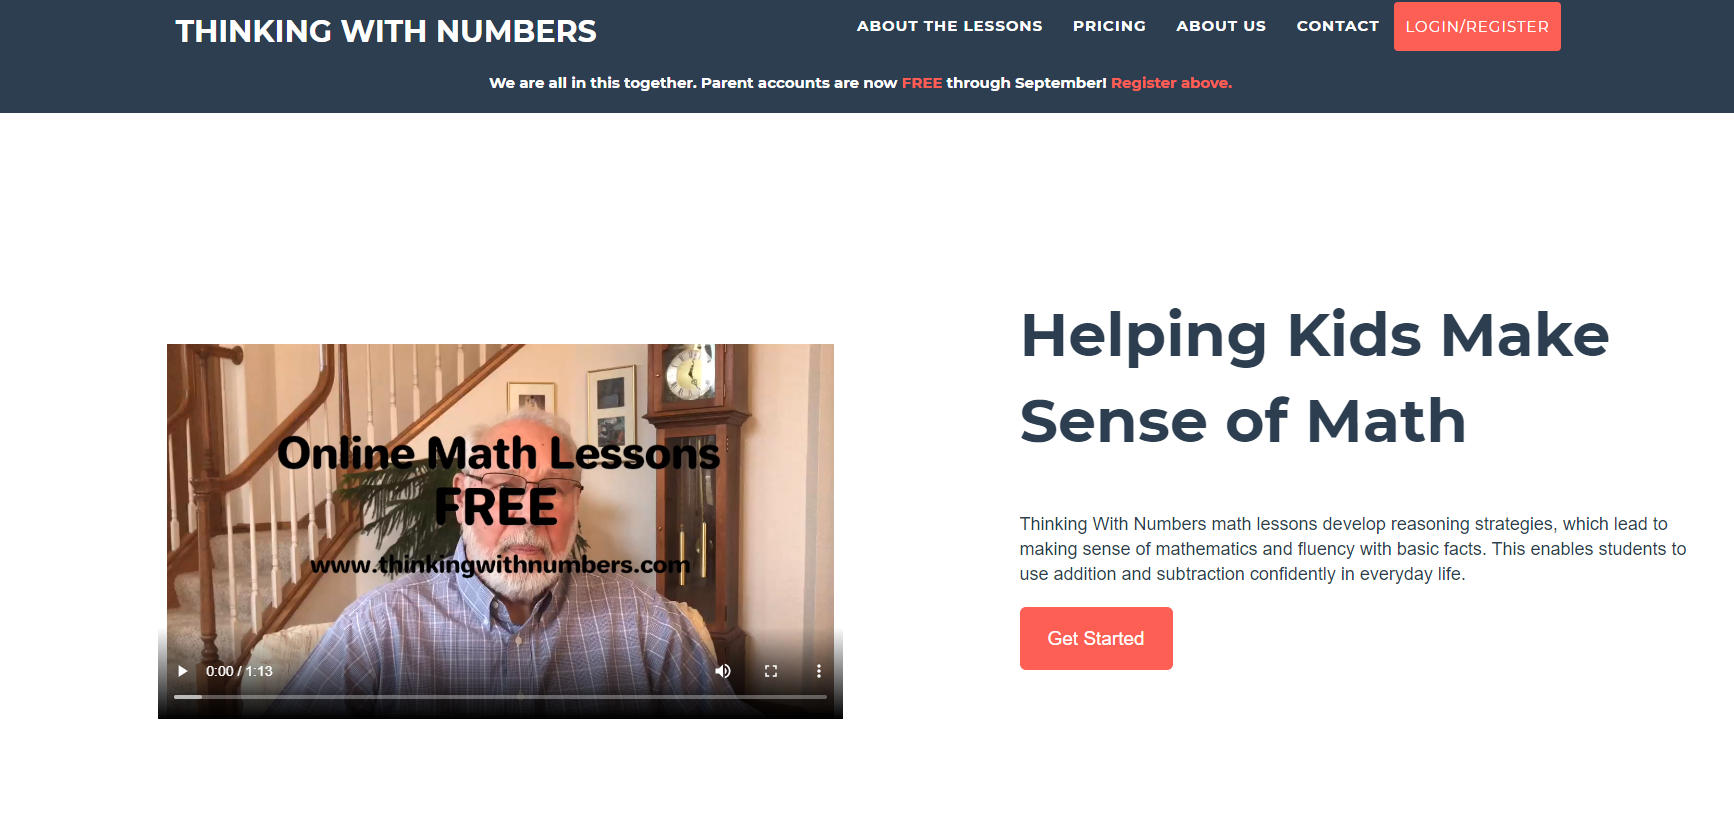 THINKING WITH NUMBERS
ABOUT THE LESSONS PRICING ABOUT US CONTACT LOGIN/REGISTER
We are all in this together. Parent accounts are now FREE through September! Register above.
Online Math Lessons
FREE
www.thinkingwithnumbers.com
0:00 / 1:13
Helping Kids Make
Sense of Math
Thinking With Numbers math lessons develop reasoning strategies, which lead to
making sense of mathematics and fluency with basic facts. This enables students to
use addition and subtraction confidently in everyday life.
Get Started